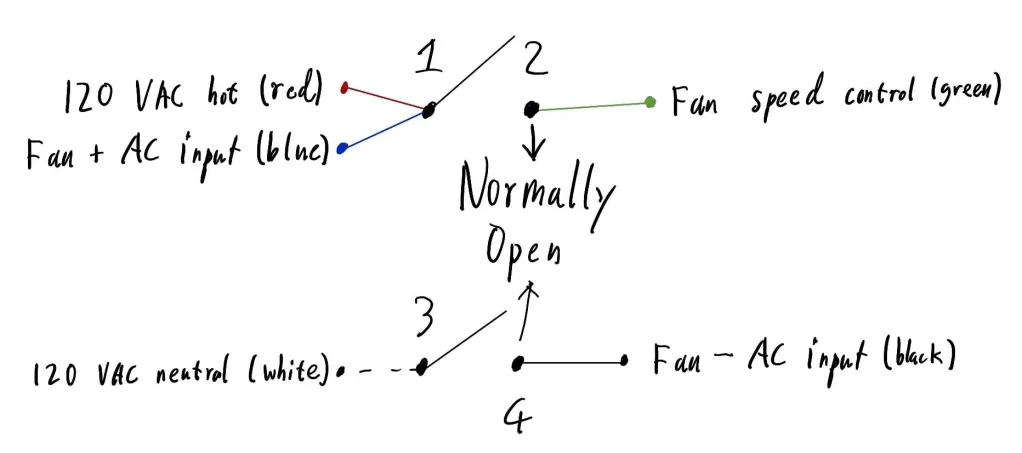 1
2
120 VAC hot (red)
Fan speed control (green)
Fan + AC input (blue)
Normally
Open
3
120 VAC neutral (white)
Fan - AC input (black)
4